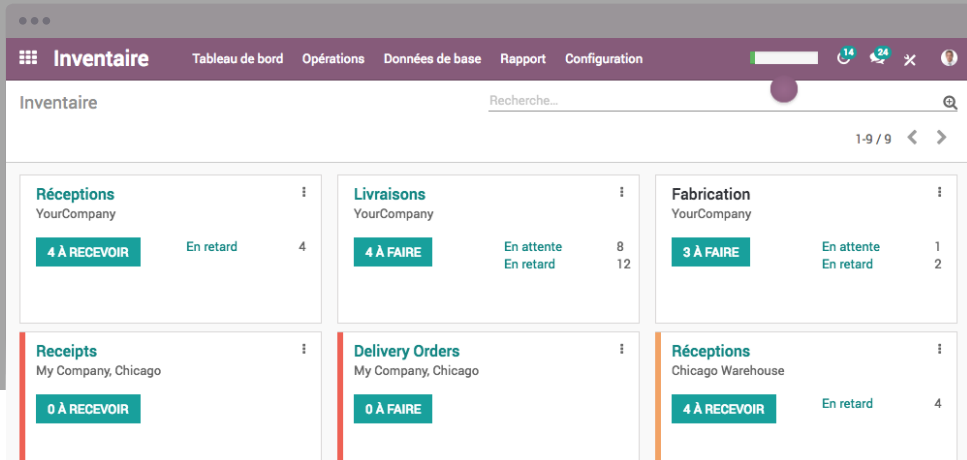 Inventaire Tableau de bord Opérations Données de base Rapport Configuration 14 24
Inventaire Recherche...
1-9 / 9
Réceptions
YourCompany
4 À RECEVOIR En retard 4
Livraisons
YourCompany
4 À FAIRE En attente 8
En retard 12
Fabrication
YourCompany
3 À FAIRE En attente 1
En retard 2
Receipts
My Company, Chicago
0 À RECEVOIR
Delivery Orders
My Company, Chicago
0 À FAIRE
Réceptions
Chicago Warehouse
4 À RECEVOIR En retard 4